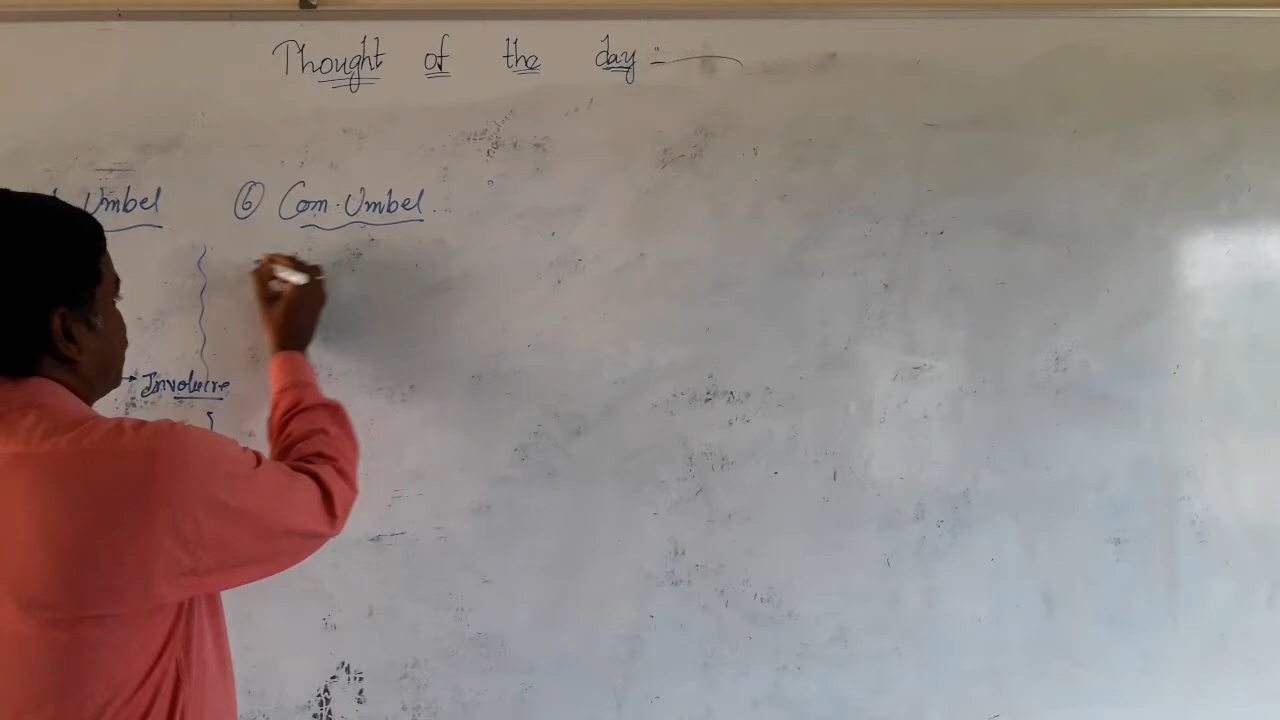 Thought of the day :-
Umbel
⑥ Com. Umbel.
→ Involucre